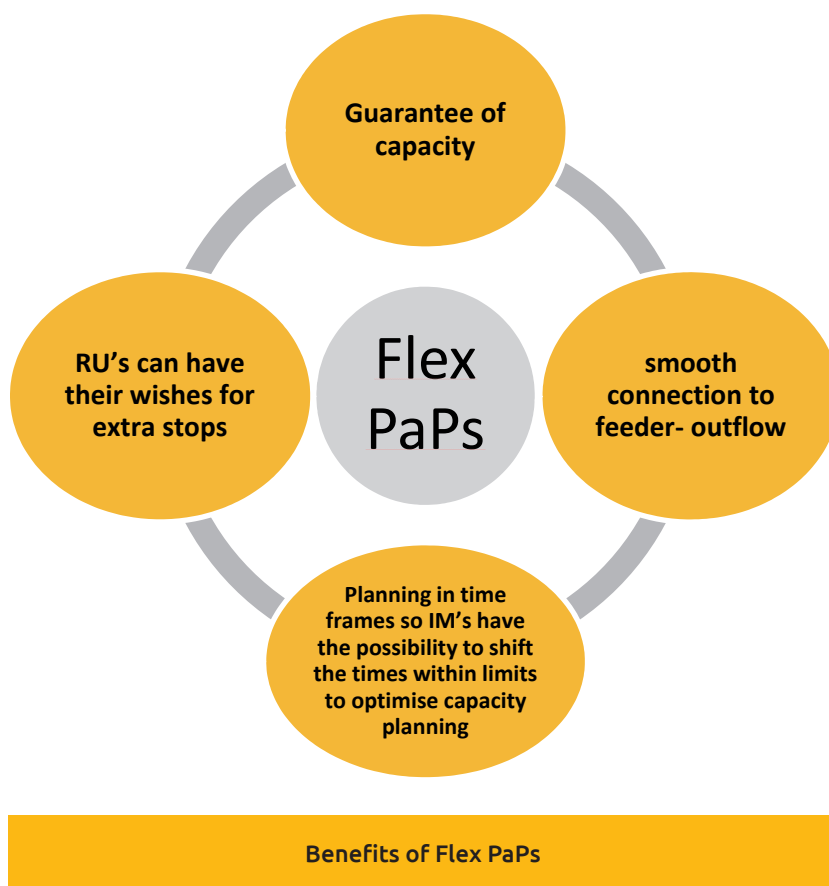 Guarantee of
capacity
RU's can have
their wishes for
extra stops
Flex
PaPs
smooth
connection to
feeder- outflow
Planning in time
frames so IM's have
the possibility to shift
the times within limits
to optimise capacity
planning
Benefits of Flex PaPs